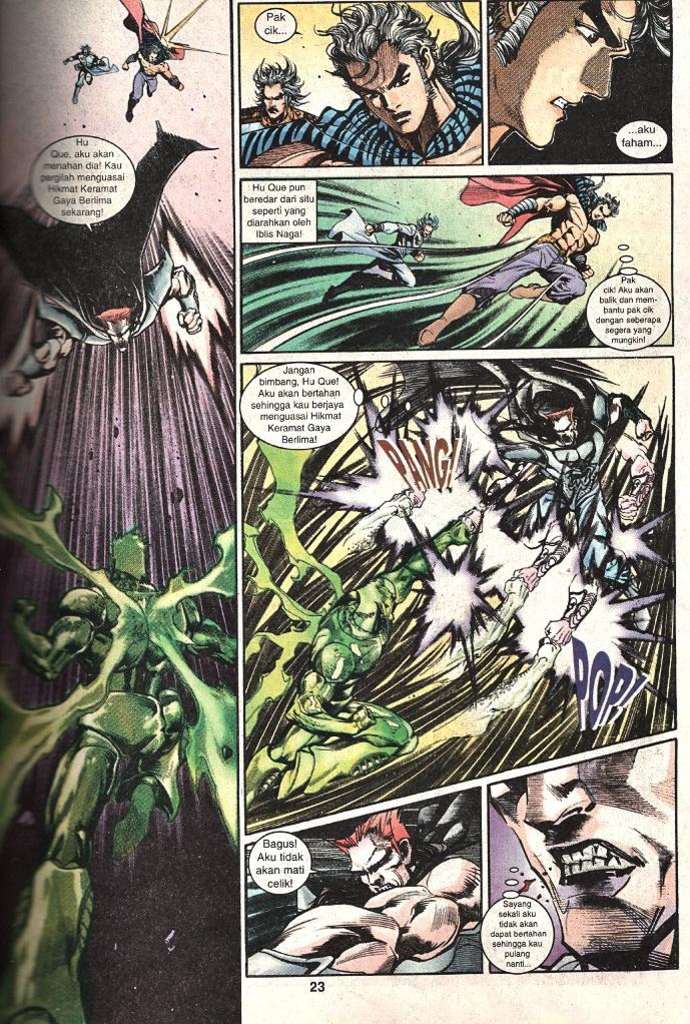 Hu
Que, aku akan
menahan dia! Kau
pergilah menguasai
Hikmat Keramat
Gaya Berlima
sekarang!
Pak
cik...
...aku
faham...
Hu Que pun
beredar dari situ
seperti yang
diarahkan oleh
Iblis Naga!
Pak
cik! Aku akan
balik dan mem-
bantu pak cik
dengan seberapa
segera yang
mungkin!
Jangan
bimbang, Hu Que!
Aku akan bertahan
sehingga kau berjaya
menguasai Hikmat
Keramat Gaya
Berlima!
PANG!
POP!
Bagus!
Aku tidak
akan mati
celik!
Sayang
sekali aku
tidak akan
dapat bertahan
sehingga kau
pulang
nanti...
23